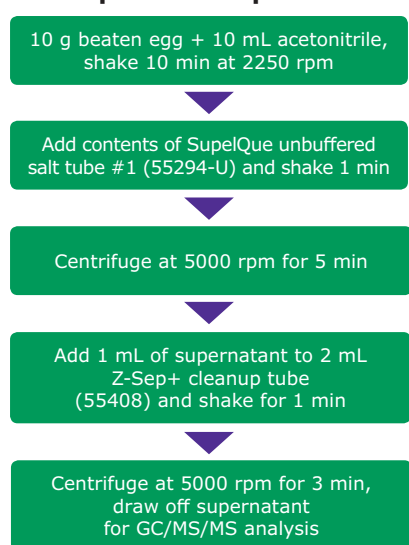 10 g beaten egg + 10 mL acetonitrile,
shake 10 min at 2250 rpm
Add contents of SupelQue unbuffered
salt tube #1 (55294-U) and shake 1 min
Centrifuge at 5000 rpm for 5 min
Add 1 mL of supernatant to 2 mL
Z-Sep+ cleanup tube
(55408) and shake for 1 min
Centrifuge at 5000 rpm for 3 min,
draw off supernatant
for GC/MS/MS analysis